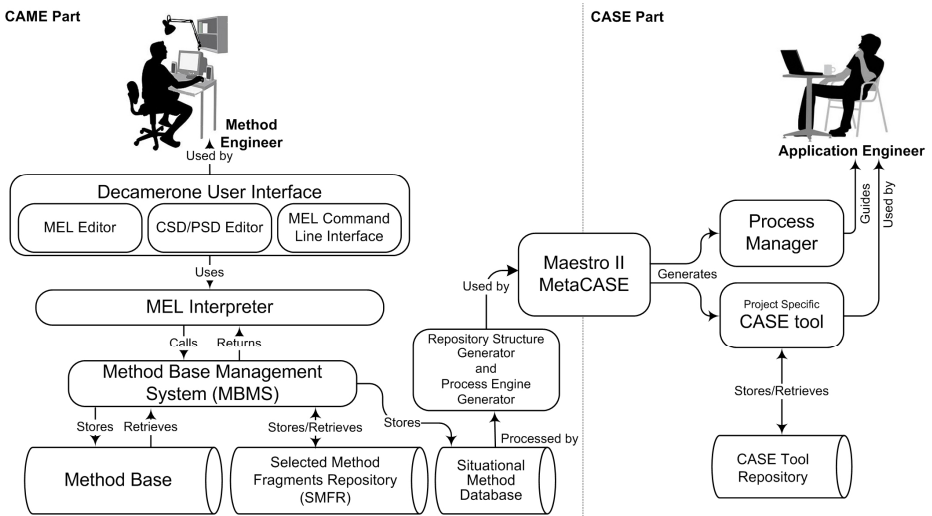 CAME Part
CASE Part
Method
Engineer
Used by
Decamerone User Interface
MEL Editor
CSD/PSD Editor
MEL Command
Line Interface
Uses
MEL Interpreter
Calls
Returns
Method Base Management
System (MBMS)
Stores
Retrieves
Stores/Retrieves
Stores
Method Base
Selected Method
Fragments Repository
(SMFR)
Situational
Method
Database
Processed by
Repository Structure
Generator
and
Process Engine
Generator
Used by
Maestro II
MetaCASE
Generates
Process
Manager
Project Specific
CASE tool
Guides
Used by
Application Engineer
Stores/Retrieves
CASE Tool
Repository